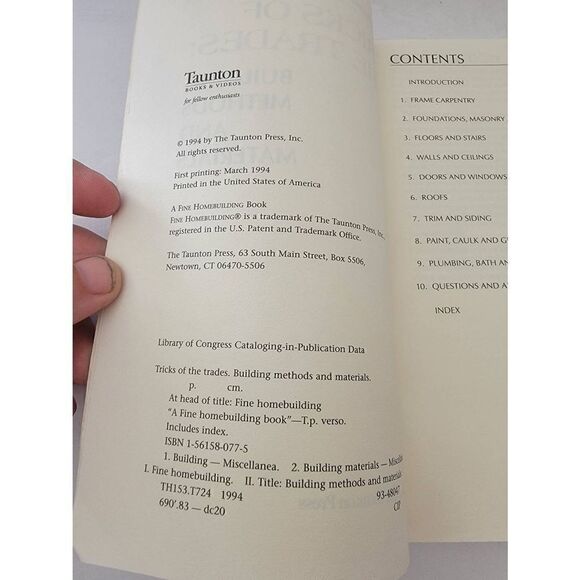 Taunton
BOOKS & VIDEOS
for fellow enthusiasts
© 1994 by The Taunton Press, Inc.
All rights reserved.
First printing: March 1994
Printed in the United States of America
A FINE HOMEBUILDING Book
FINE HOMEBUILDING® is a trademark of The Taunton Press, Inc.,
registered in the U.S. Patent and Trademark Office.
The Taunton Press, 63 South Main Street, Box 5506,
Newtown, CT 06470-5506
Library of Congress Cataloging-in-Publication Data
Tricks of the trades. Building methods and materials.
p. cm.
At head of title: Fine homebuilding
"A Fine homebuilding book"—T.p. verso.
Includes index.
ISBN 1-56158-077-5
1. Building — Miscellanea. 2. Building materials —
I. Fine homebuilding. II. Title: Building methods and materials
TH153.T724 1994 93-48047
690'.83 — dc20 CIP
CONTENTS
INTRODUCTION
1. FRAME CARPENTRY
2. FOUNDATIONS, MASONRY
3. FLOORS AND STAIRS
4. WALLS AND CEILINGS
5. DOORS AND WINDOWS
6. ROOFS
7. TRIM AND SIDING
8. PAINT, CAULK AND
9. PLUMBING, BATH AN
10. QUESTIONS AND
INDEX